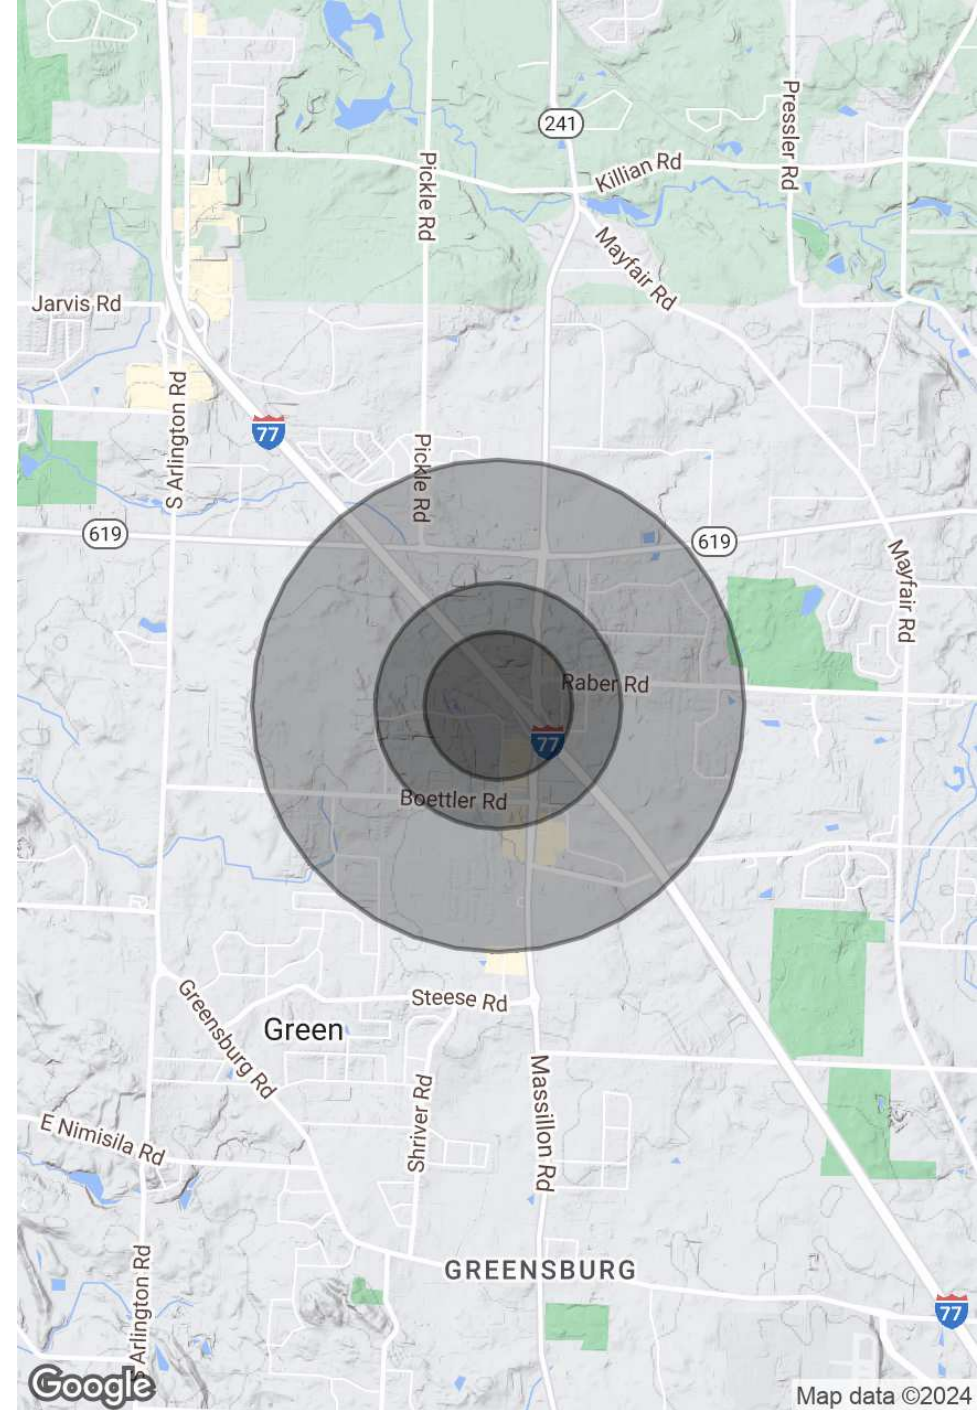 241
Pressler Rd
Pickle Rd
Killian Rd
Mayfair Rd
Jarvis Rd
S Arlington Rd
77
Pickle Rd
619
619
Mayfair Rd
Raber Rd
77
Boettler Rd
Steese Rd
Greensburg Rd
Green
Massillon Rd
Shriver Rd
E Nimisila Rd
S Arlington Rd
GREENSBURG
77
Google
Map data ©2024